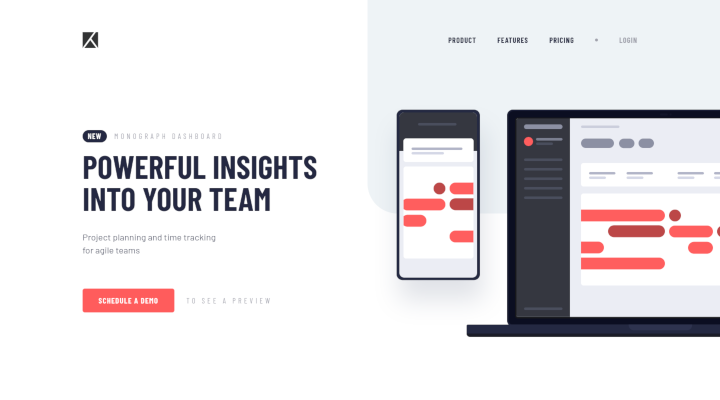 PRODUCT FEATURES PRICING LOGIN
NEW MONOGRAPH DASHBOARD
POWERFUL INSIGHTS
INTO YOUR TEAM
Project planning and time tracking
for agile teams
SCHEDULE A DEMO TO SEE A PREVIEW